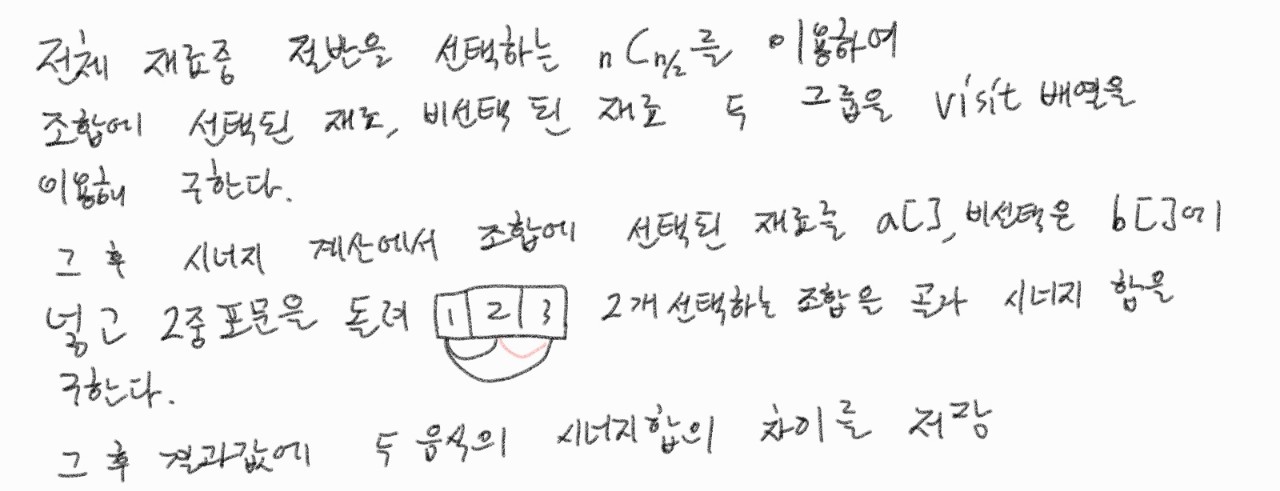 전체 재료중 절반을 선택하는 nCn/2를 이용하여
조합에 선택된 재료, 비선택 된 재료 두 그룹을 visit 배열을
이용해 구한다.
그 후 시너지 계산에서 조합에 선택된 재료를 a[], 비선택은 b[]에
넣고 2중포문을 돌려 1 2 3 2개 선택하는 조합은 골라 시너지 합을
구한다.
그 후 결과값에 두 음식의 시너지합의 차이를 저장